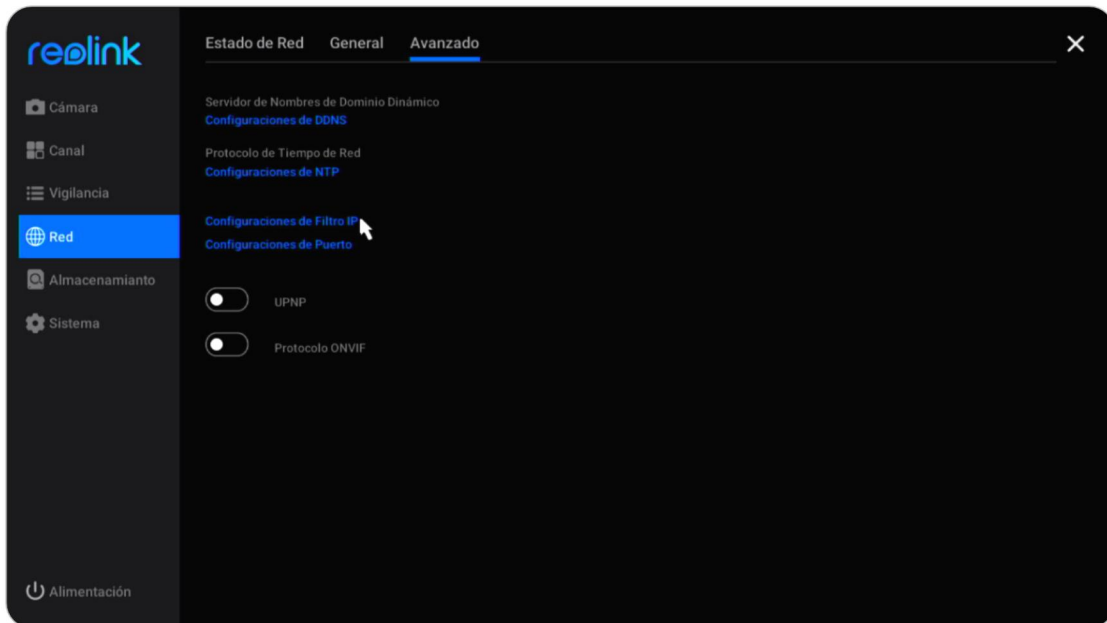 reolink
Estado de Red General Avanzado
Cámara
Canal
Vigilancia
Red
Almacenamianto
Sistema
Alimentación
Servidor de Nombres de Dominio Dinámico
Configuraciones de DDNS
Protocolo de Tiempo de Red
Configuraciones de NTP
Configuraciones de Filtro IP
Configuraciones de Puerto
UPNP
Protocolo ONVIF